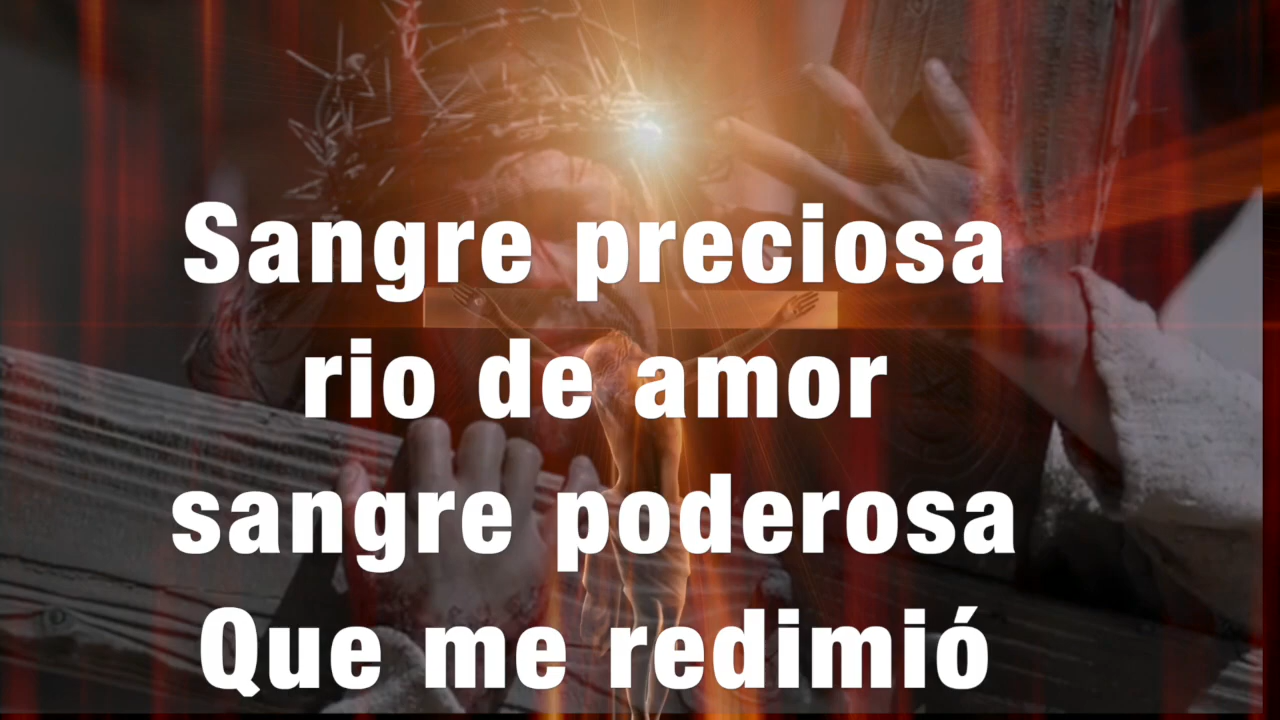 Sangre preciosa
rio de amor
sangre poderosa
Que me redimió